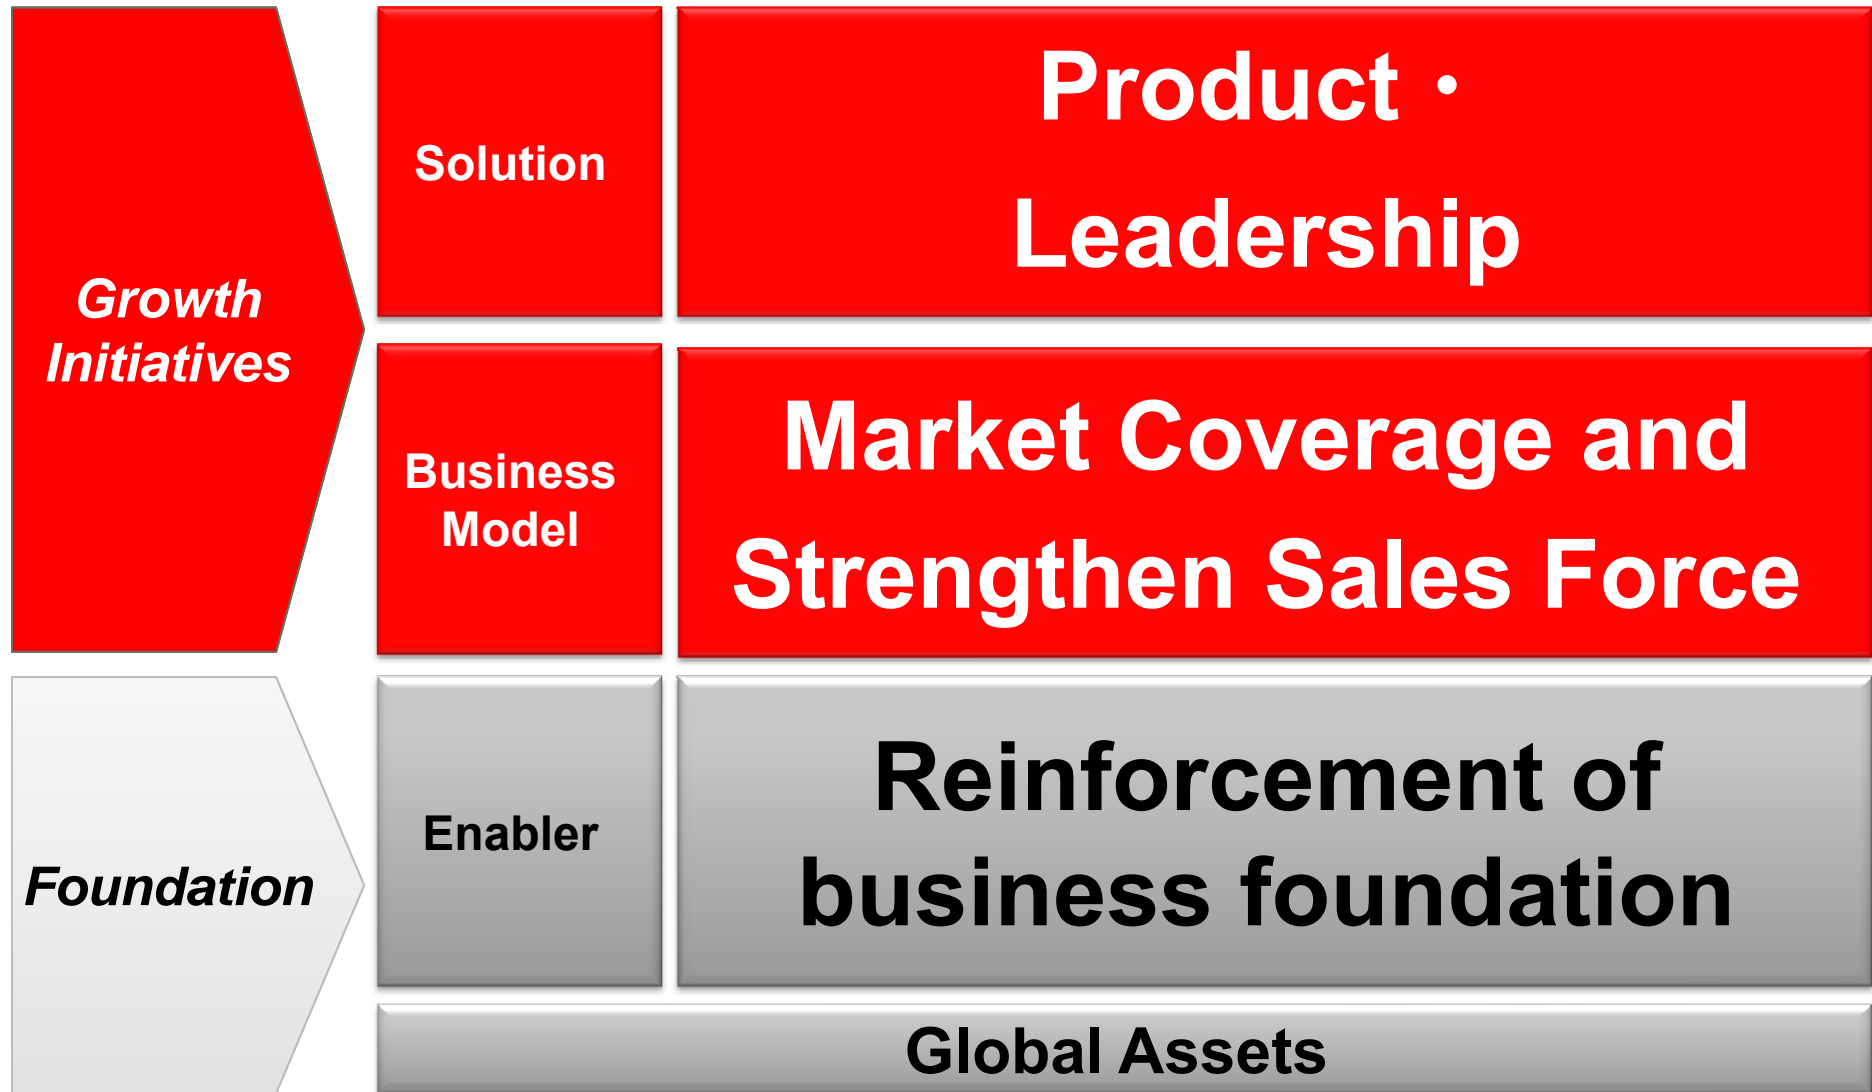 Growth
Initiatives
Solution
Product・
Leadership
Business
Model
Market Coverage and
Strengthen Sales Force
Foundation
Enabler
Reinforcement of
business foundation
Global Assets